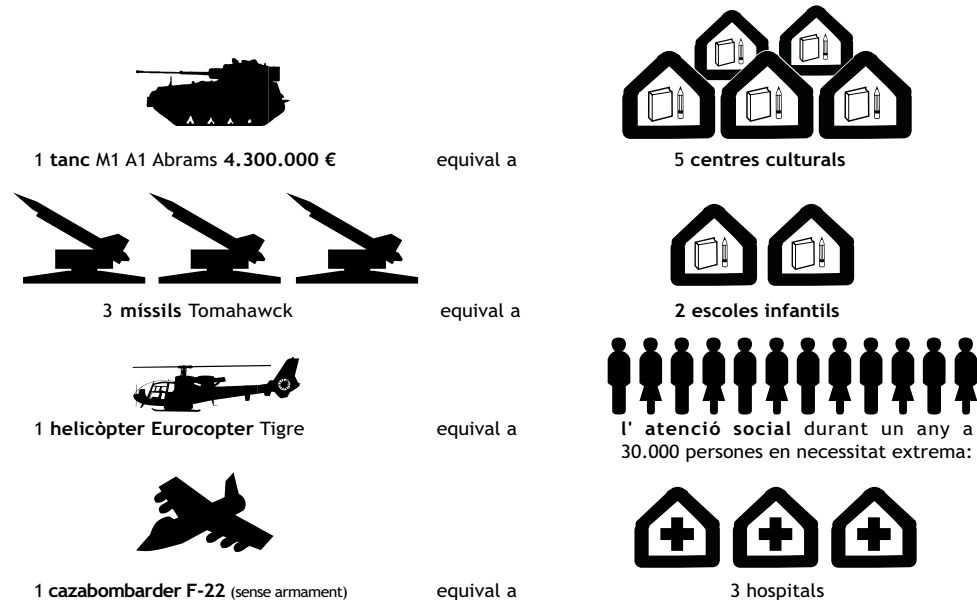 1 tanc M1 A1 Abrams 4.300.000 € equival a 5 centres culturals
3 míssils Tomahawck equival a 2 escoles infantils
1 helicòpter Eurocopter Tigre equival a l' atenció social durant un any a
30.000 persones en necessitat extrema:
1 cazabombarder F-22 (sense armament) equival a 3 hospitals